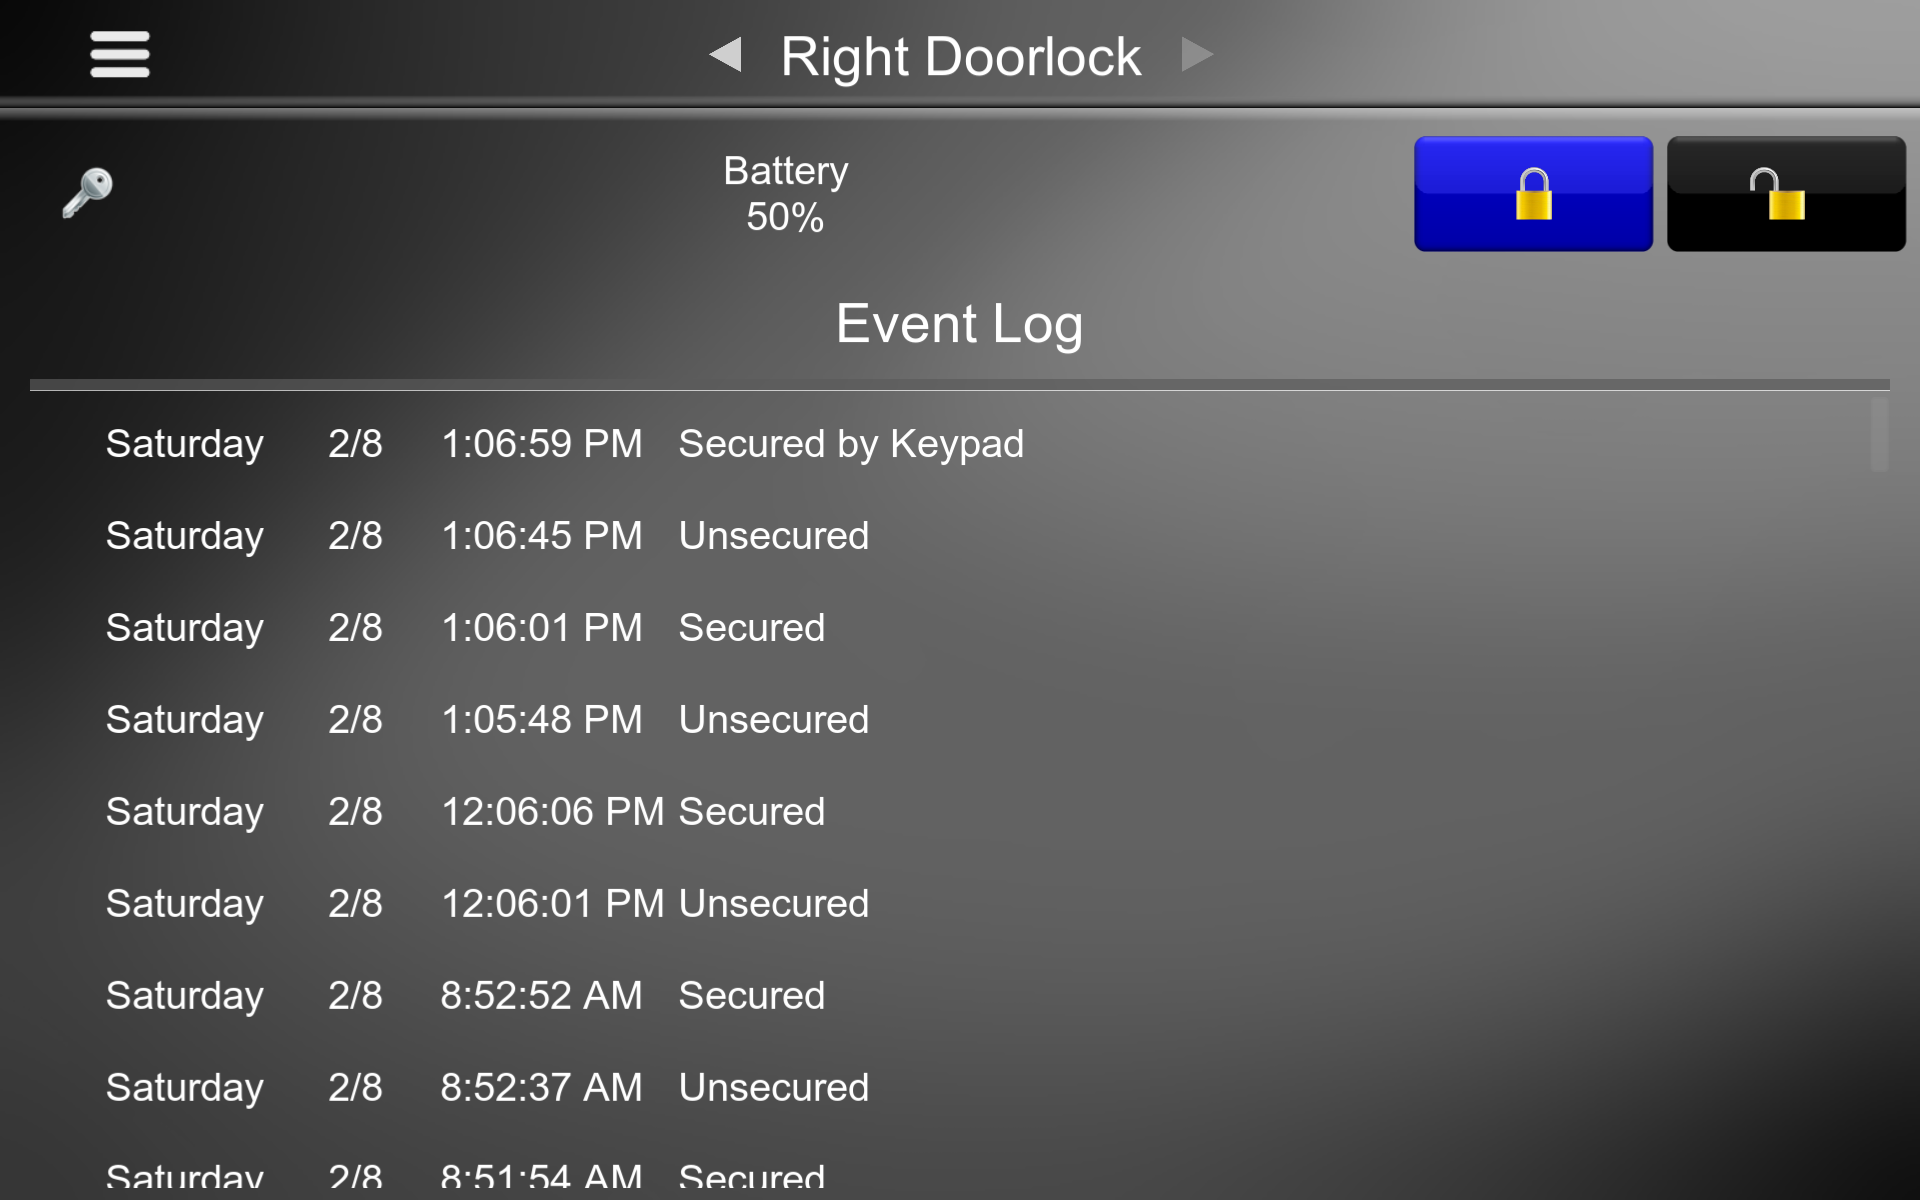 Right Doorlock
Battery
50%
Event Log
Saturday 2/8 1:06:59 PM Secured by Keypad
Saturday 2/8 1:06:45 PM Unsecured
Saturday 2/8 1:06:01 PM Secured
Saturday 2/8 1:05:48 PM Unsecured
Saturday 2/8 12:06:06 PM Secured
Saturday 2/8 12:06:01 PM Unsecured
Saturday 2/8 8:52:52 AM Secured
Saturday 2/8 8:52:37 AM Unsecured
Saturday 2/8 8:51:54 AM Secured